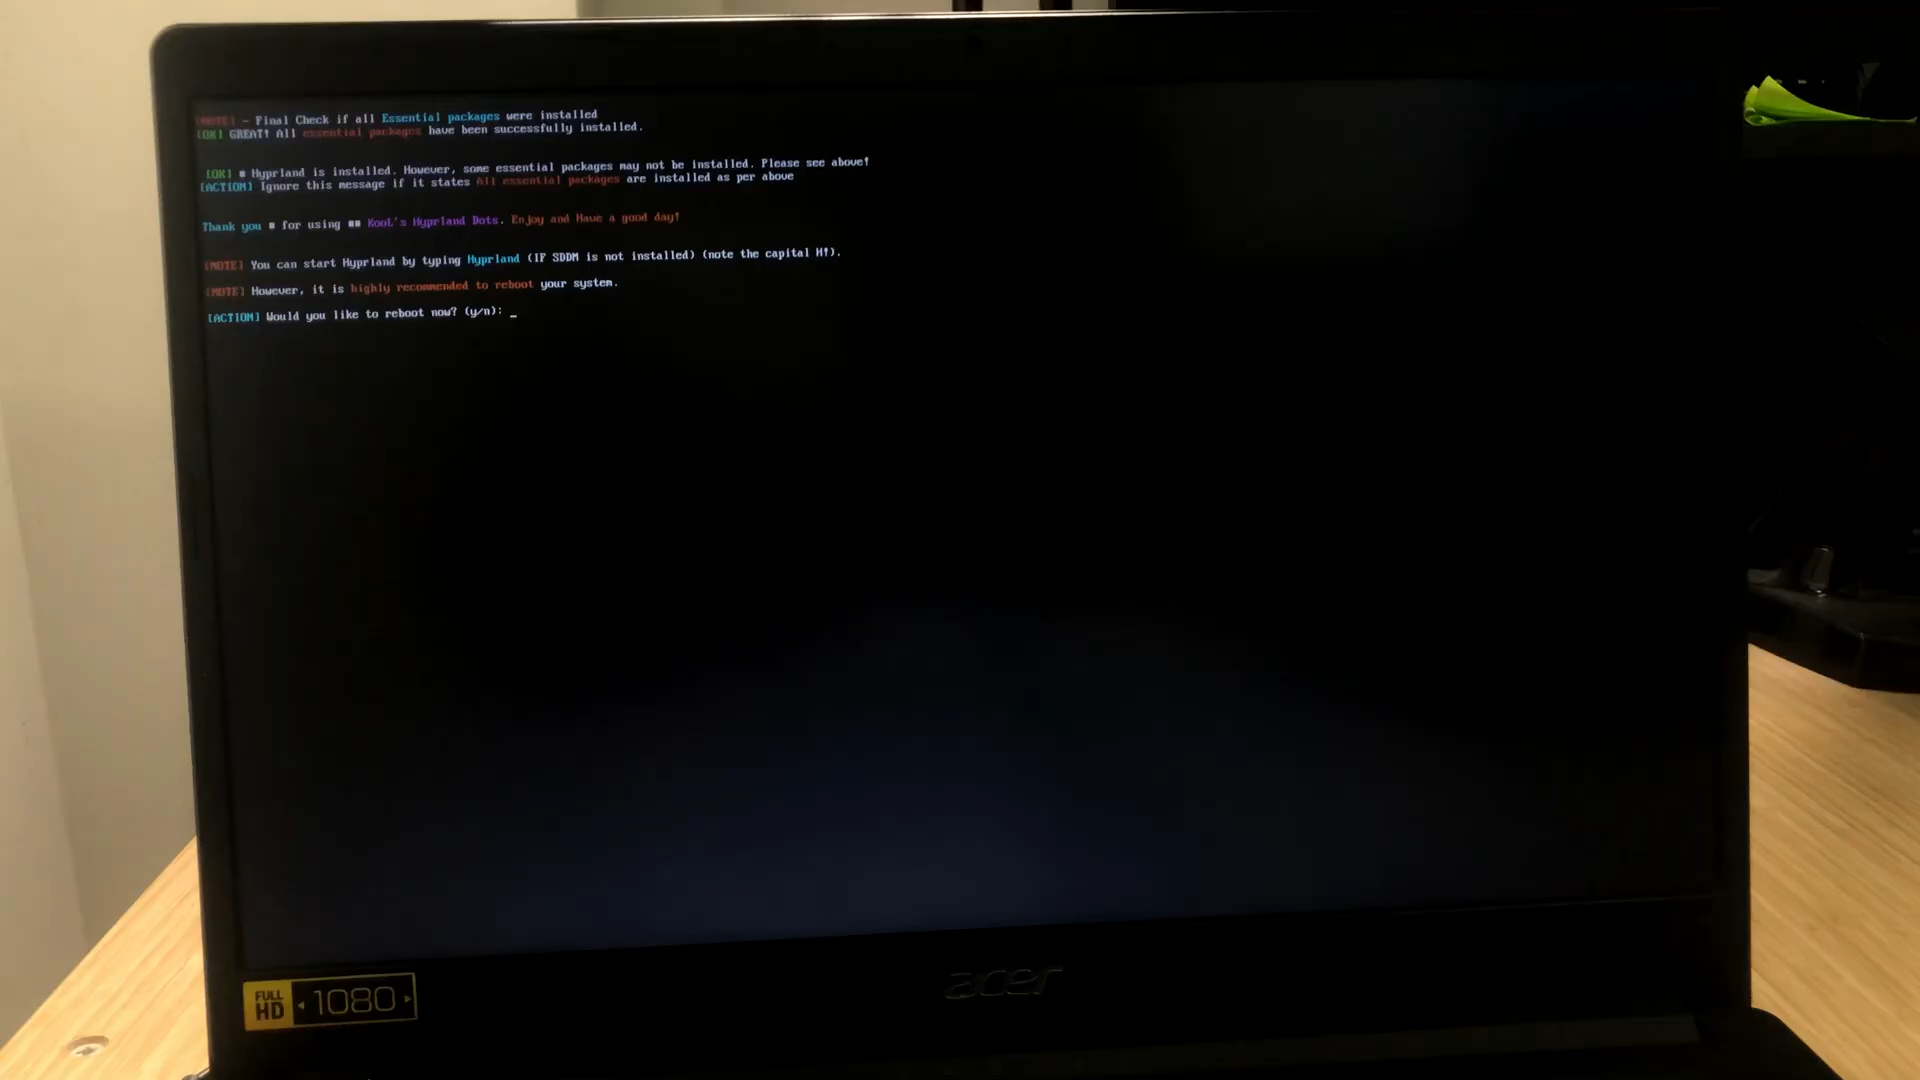 [NOTE] - Final Check if all Essential packages were installed
[OK] GREAT! All essential packages have been successfully installed.
[OK] ■ Hyprland is installed. However, some essential packages may not be installed. Please see above!
[ACTION] Ignore this message if it states All essential packages are installed as per above
Thank you ■ for using ■■ KooL's Hyprland Dots. Enjoy and Have a good day!
[NOTE] You can start Hyprland by typing Hyprland (IF SDDM is not installed) (note the capital H!).
[NOTE] However, it is highly recommended to reboot your system.
[ACTION] Would you like to reboot now? (y/n): _
FULL HD 1080
acer